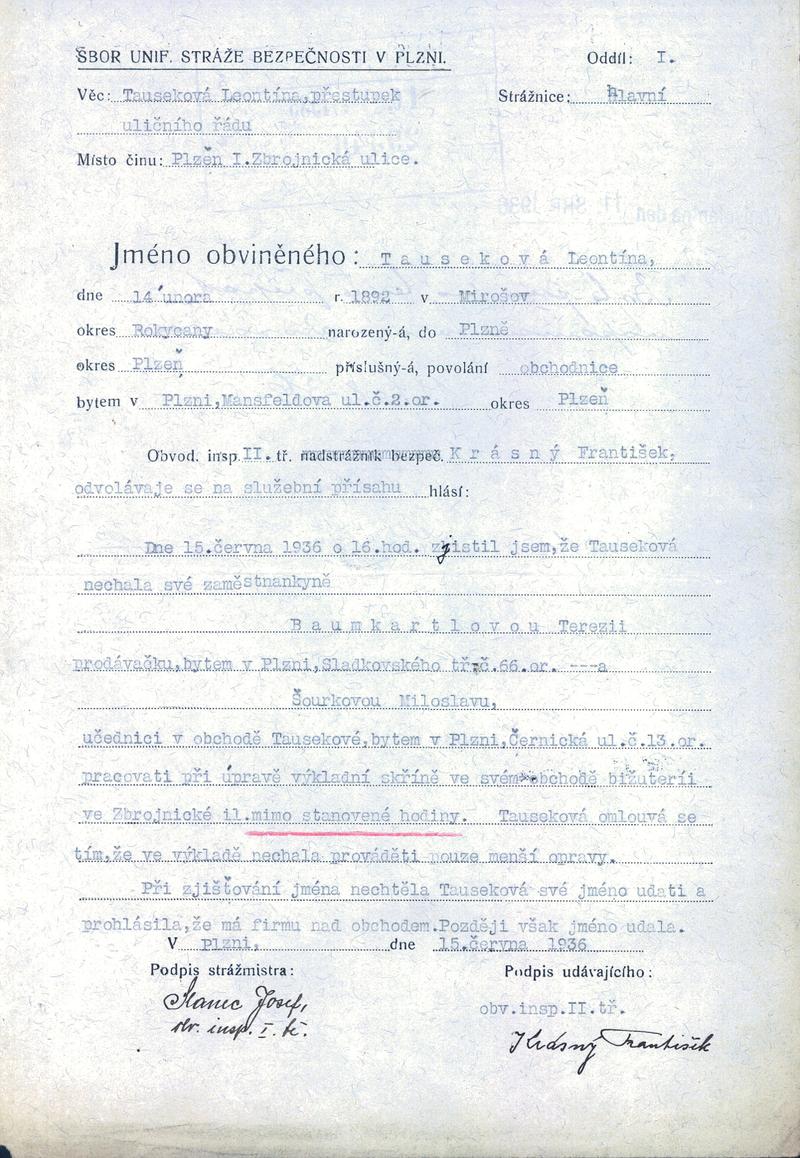 SBOR UNIF. STRÁŽE BEZPEČNOSTI V PLZNI. Oddíl: I.
Věc: Tauseková Leontína,přestupek Strážnice: hlavní
uličního řádu
Místo činu: Plzeň I.Zbrojnická ulice.
Jméno obviněného: Tauseková Leontína,
dne 14 února r. 1892 v Mirošov
okres Rokycany narozený-á, do Plzně
okres Plzeň příslušný-á, povolání obchodnice
bytem v Plzni,Mansfeldova ul.č.2.or. okres Plzeň
Obvod. insp. II. tř. nadstrážník bezpeč. Krásný František,
odvolávaje se na služební přísahu hlásí:
Dne 15.června 1936 o 16.hod. zjistil jsem,že Tauseková
nechala své zaměstnankyně
Baumkartlovou Terezii
prodávačku,bytem v Plzni,Sladkovského tř.č.66.or. ---a
Šourkovou Miloslavu,
učednici v obchodě Tausekové,bytem v Plzni,Černická ul.č.13.or.
pracovati při úpravě výkladní skříně ve svém obchodě bižuterii
ve Zbrojnické il.mimo stanovené hodiny. Tauseková omlouvá se
tím,že ve výkladě nechala prováděti pouze menší opravy.
Při zjišťování jména nechtěla Tauseková své jméno udati a
prohlásila,že má firmu nad obchodem.Později však jméno udala.
V Plzni, dne 15.června 1936
Podpis strážmistra: Podpis udávajícího:
Josef, obv.insp.II.tř.
insp. I. tř.
Krásný František